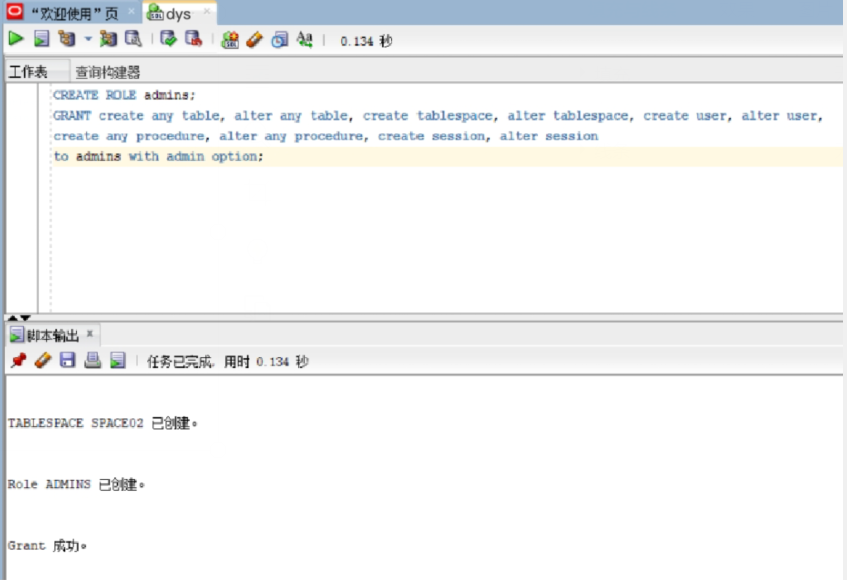 “欢迎使用”页
dys
0.134 秒
工作表
查询构建器
CREATE ROLE admins;
GRANT create any table, alter any table, create tablespace, alter tablespace, create user, alter user,
create any procedure, alter any procedure, create session, alter session
to admins with admin option;
脚本输出
任务已完成, 用时 0.134 秒
TABLESPACE SPACE02 已创建。
Role ADMINS 已创建。
Grant 成功。